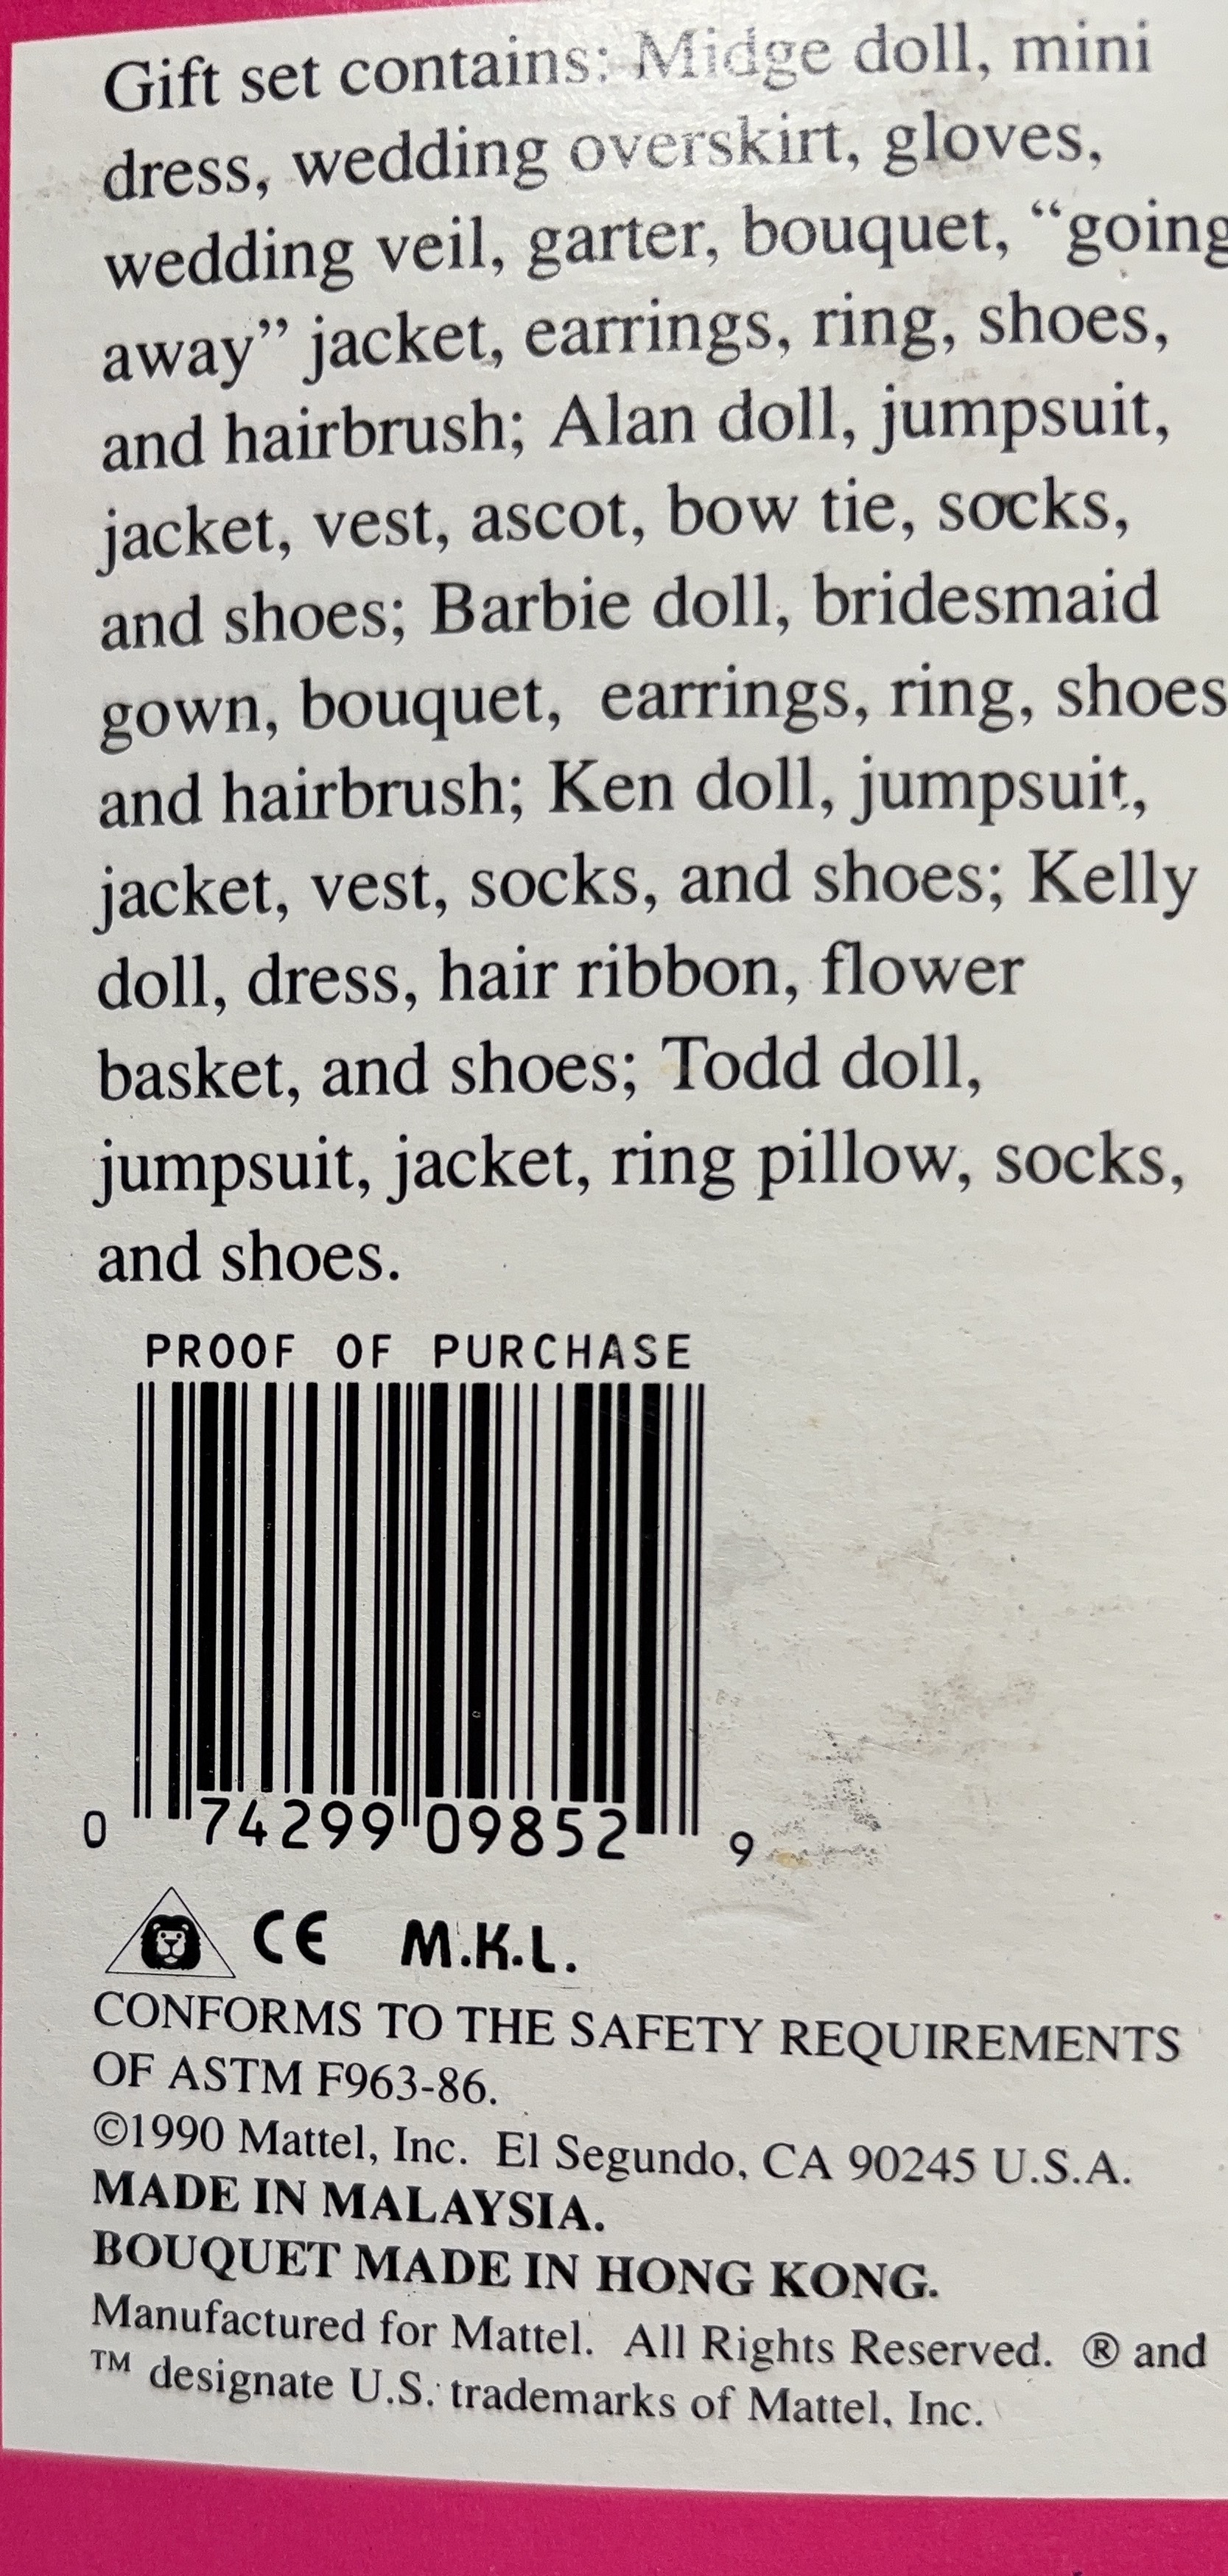 Gift set contains: Midge doll, mini
dress, wedding overskirt, gloves,
wedding veil, garter, bouquet, “going
away” jacket, earrings, ring, shoes,
and hairbrush; Alan doll, jumpsuit,
jacket, vest, ascot, bow tie, socks,
and shoes; Barbie doll, bridesmaid
gown, bouquet, earrings, ring, shoes
and hairbrush; Ken doll, jumpsuit,
jacket, vest, socks, and shoes; Kelly
doll, dress, hair ribbon, flower
basket, and shoes; Todd doll,
jumpsuit, jacket, ring pillow, socks,
and shoes.
PROOF OF PURCHASE
0 74299 09852 9
CE M.K.L.
CONFORMS TO THE SAFETY REQUIREMENTS
OF ASTM F963-86.
©1990 Mattel, Inc. El Segundo, CA 90245 U.S.A.
MADE IN MALAYSIA.
BOUQUET MADE IN HONG KONG.
Manufactured for Mattel. All Rights Reserved. ® and
™ designate U.S. trademarks of Mattel, Inc.